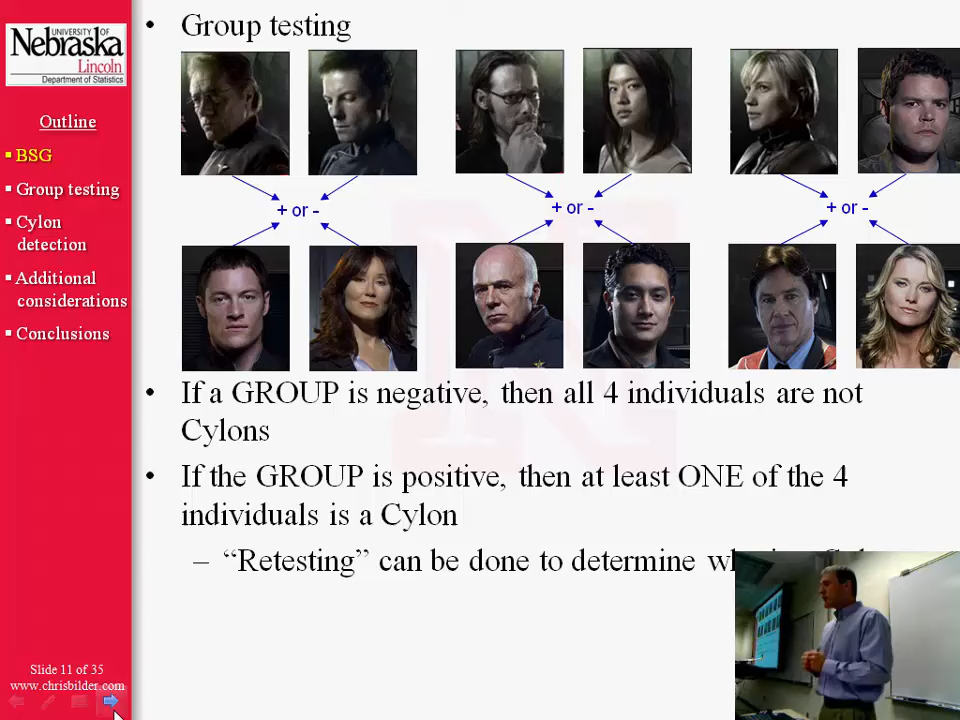 UNIVERSITY OF
Nebraska
Lincoln
Department of Statistics
Outline
▪ BSG
▪ Group testing
▪ Cylon
detection
▪ Additional
considerations
▪ Conclusions
Slide 11 of 35
www.chrisbilder.com
• Group testing
+ or -
+ or -
+ or -
• If a GROUP is negative, then all 4 individuals are not
Cylons
• If the GROUP is positive, then at least ONE of the 4
individuals is a Cylon
– “Retesting” can be done to determine